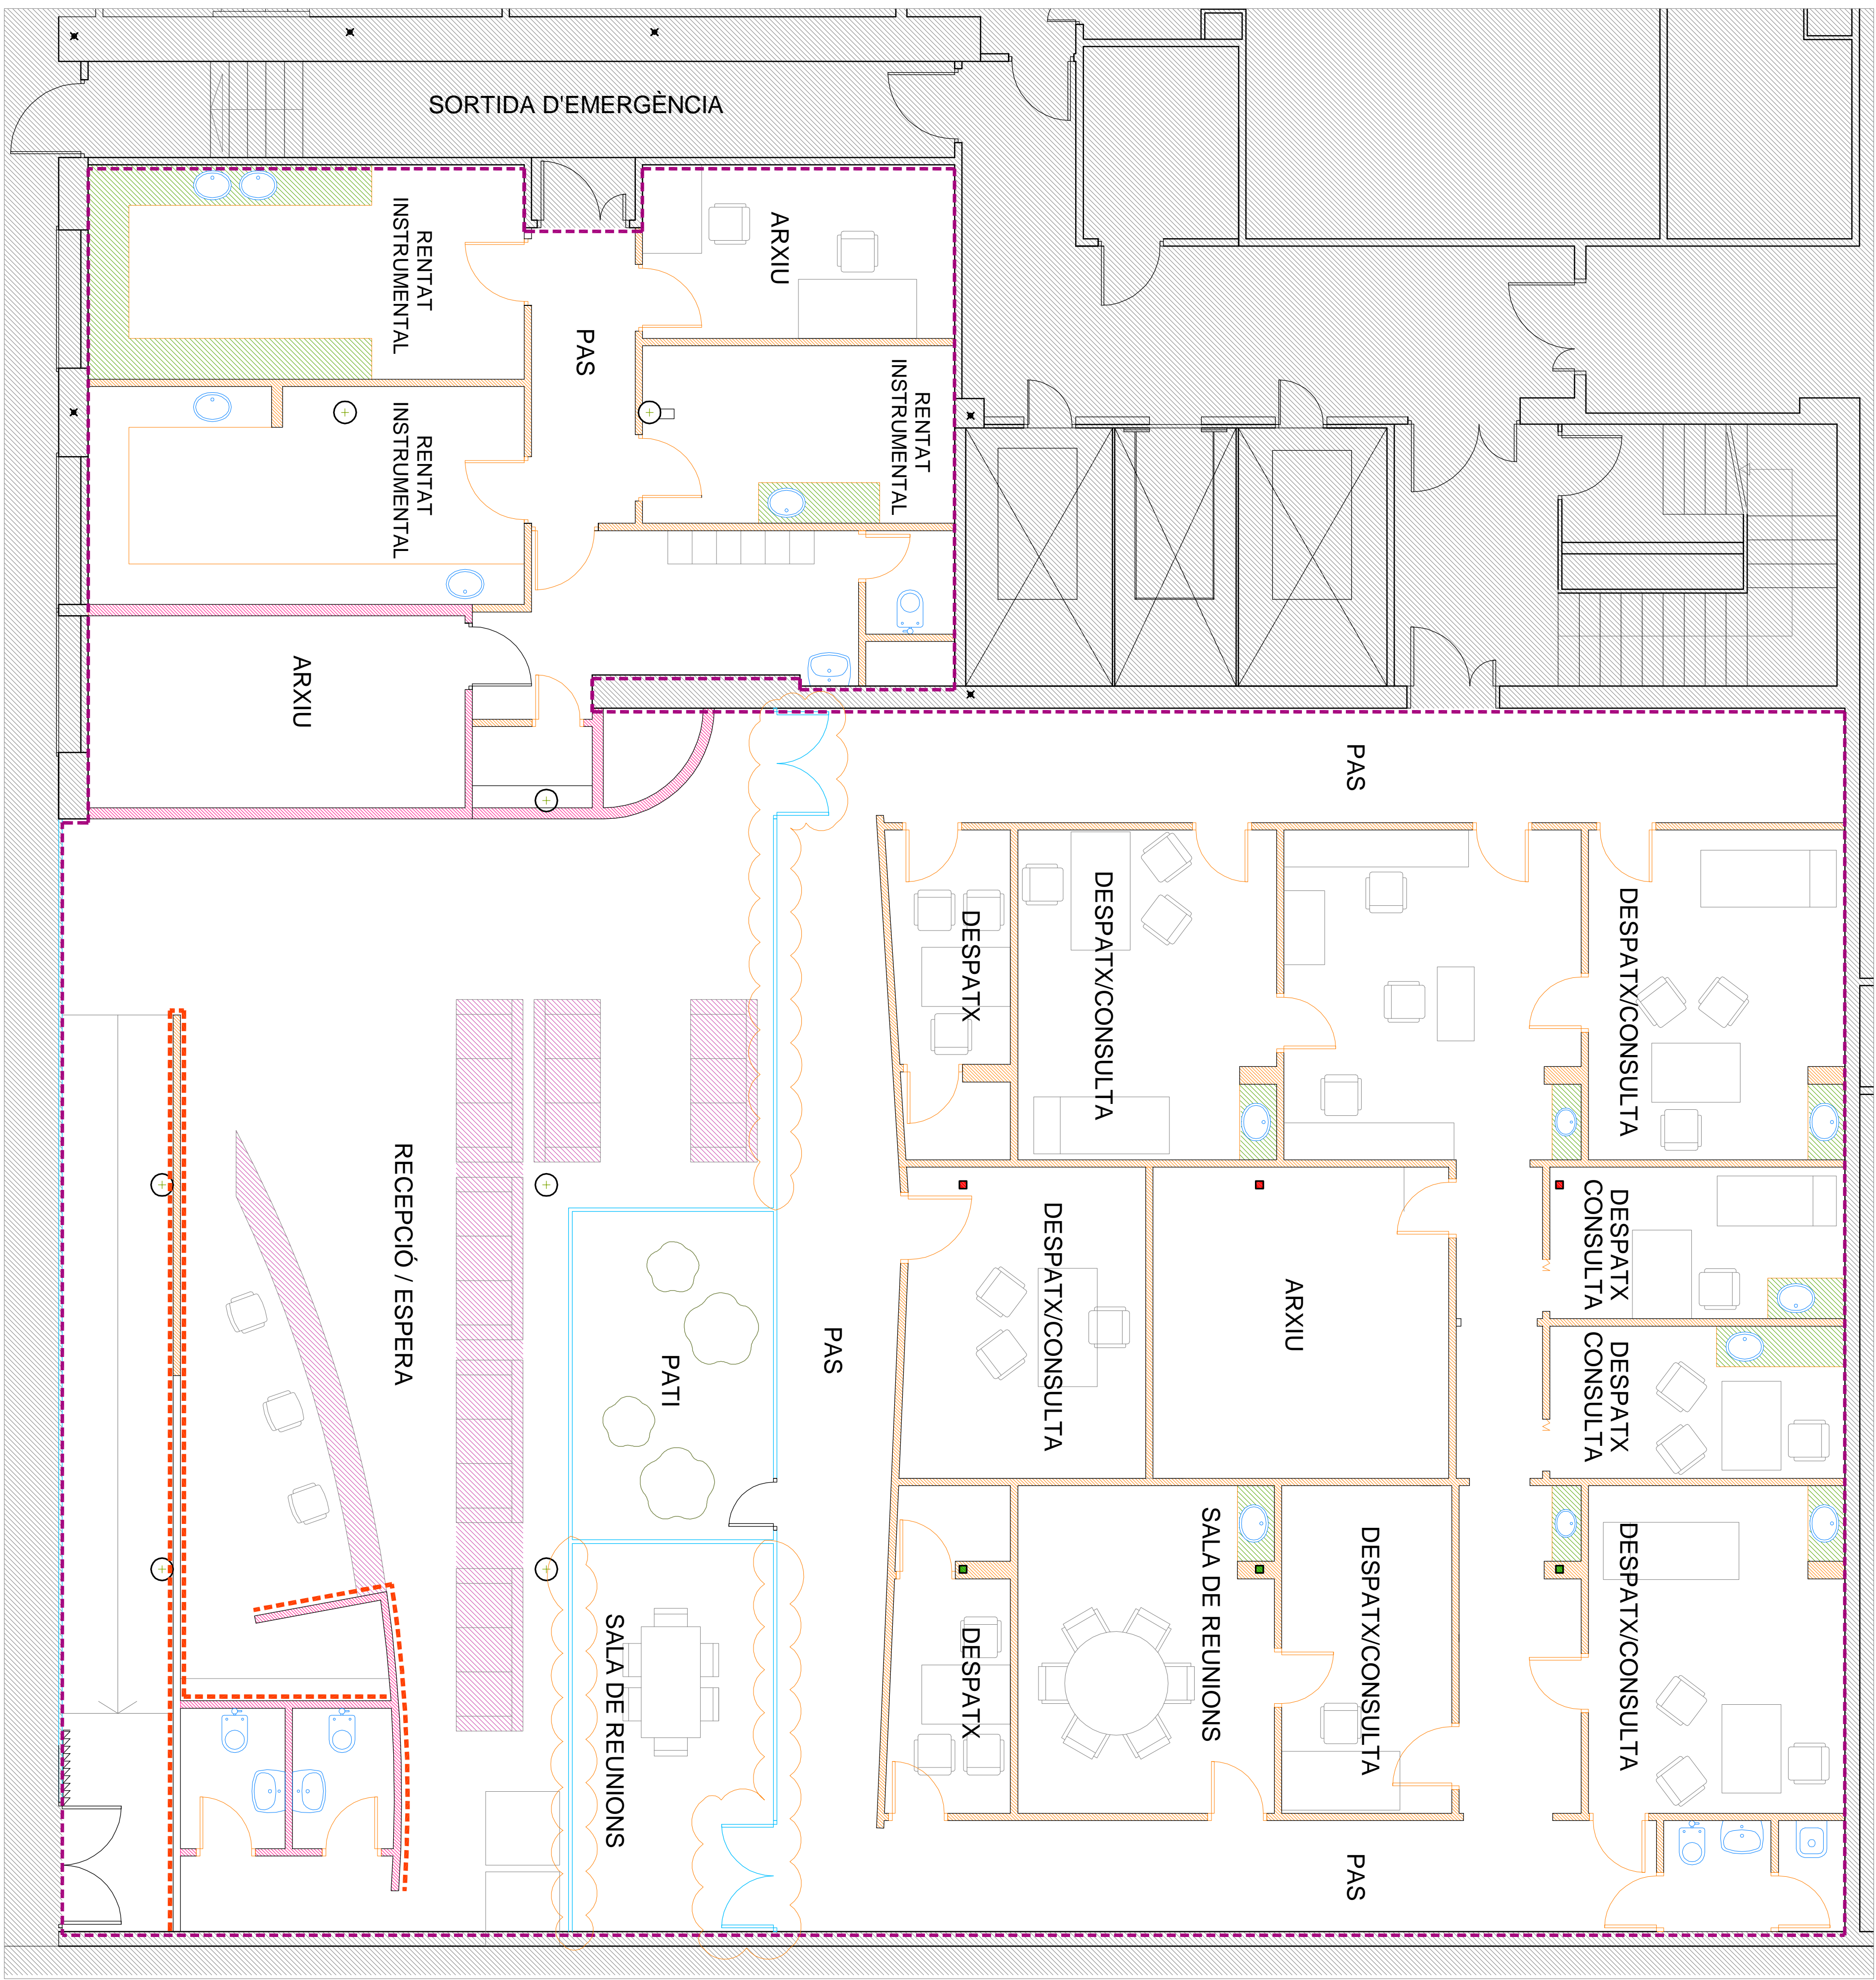 SORTIDA D'EMERGÈNCIA
RENTAT
INSTRUMENTAL
ARXIU
PAS
RENTAT
INSTRUMENTAL
RENTAT
INSTRUMENTAL
ARXIU
PAS
DESPATX
DESPATX/CONSULTA
DESPATX/CONSULTA
RECEPCIÓ / ESPERA
DESPATX/CONSULTA
DESPATX
CONSULTA
ARXIU
PATI
PAS
DESPATX
CONSULTA
SALA DE REUNIONS
DESPATX/CONSULTA
DESPATX/CONSULTA
SALA DE REUNIONS
DESPATX
PAS